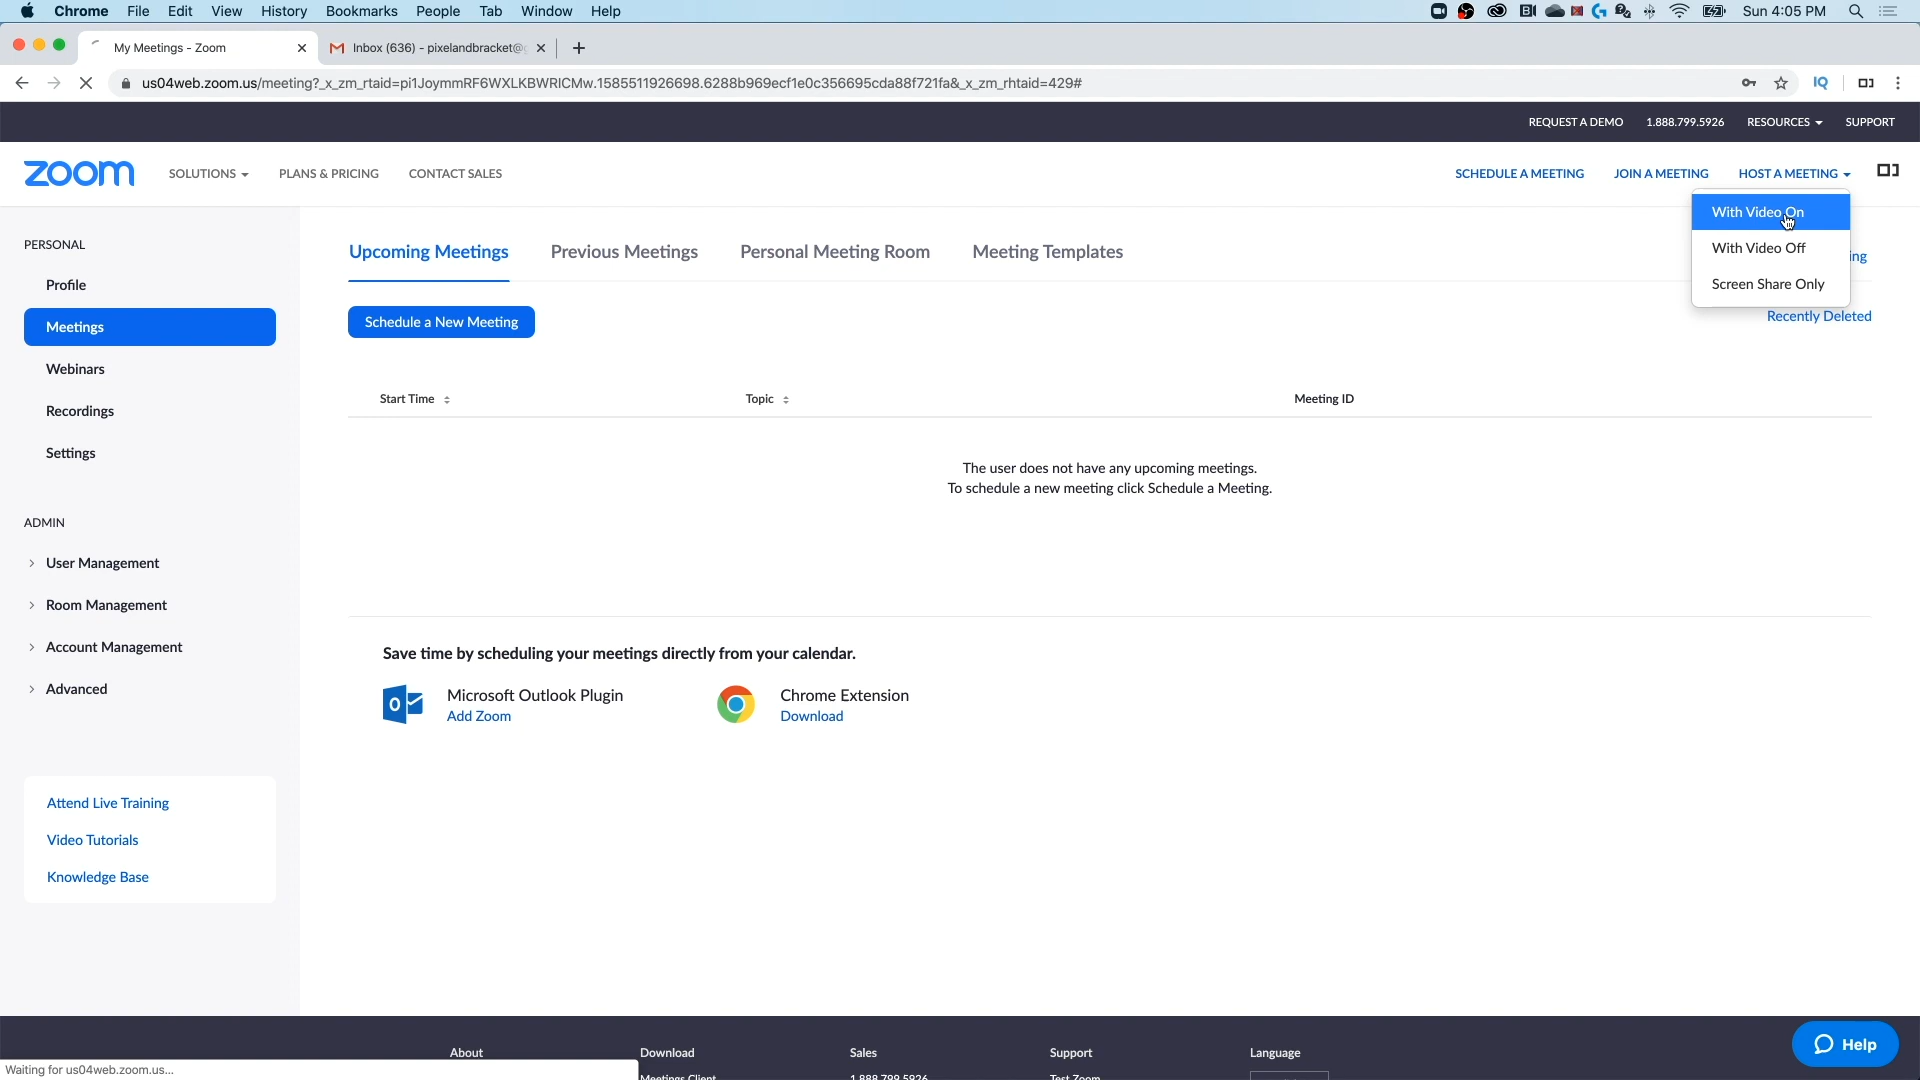 Chrome File Edit View History Bookmarks People Tab Window Help
Sun 4:05 PM
My Meetings - Zoom
Inbox (636) - pixelandbracket@
us04web.zoom.us/meeting?_x_zm_rtaid=pi1JoymmRF6WXLKBWRICMw.1585511926698.6288b969ecf1e0c356695cda88f721fa&_x_zm_rhtaid=429#
IQ
REQUEST A DEMO 1.888.799.5926 RESOURCES SUPPORT
zoom SOLUTIONS PLANS & PRICING CONTACT SALES SCHEDULE A MEETING JOIN A MEETING HOST A MEETING
With Video On
With Video Off
Screen Share Only
PERSONAL
Profile
Meetings
Webinars
Recordings
Settings
ADMIN
User Management
Room Management
Account Management
Advanced
Attend Live Training
Video Tutorials
Knowledge Base
Upcoming Meetings Previous Meetings Personal Meeting Room Meeting Templates
ing
Schedule a New Meeting
Recently Deleted
Start Time Topic Meeting ID
The user does not have any upcoming meetings.
To schedule a new meeting click Schedule a Meeting.
Save time by scheduling your meetings directly from your calendar.
Microsoft Outlook Plugin
Add Zoom
Chrome Extension
Download
About Download Sales Support Language
Meetings Client 1.888.799.5926 Test Zoom
Help
Waiting for us04web.zoom.us...